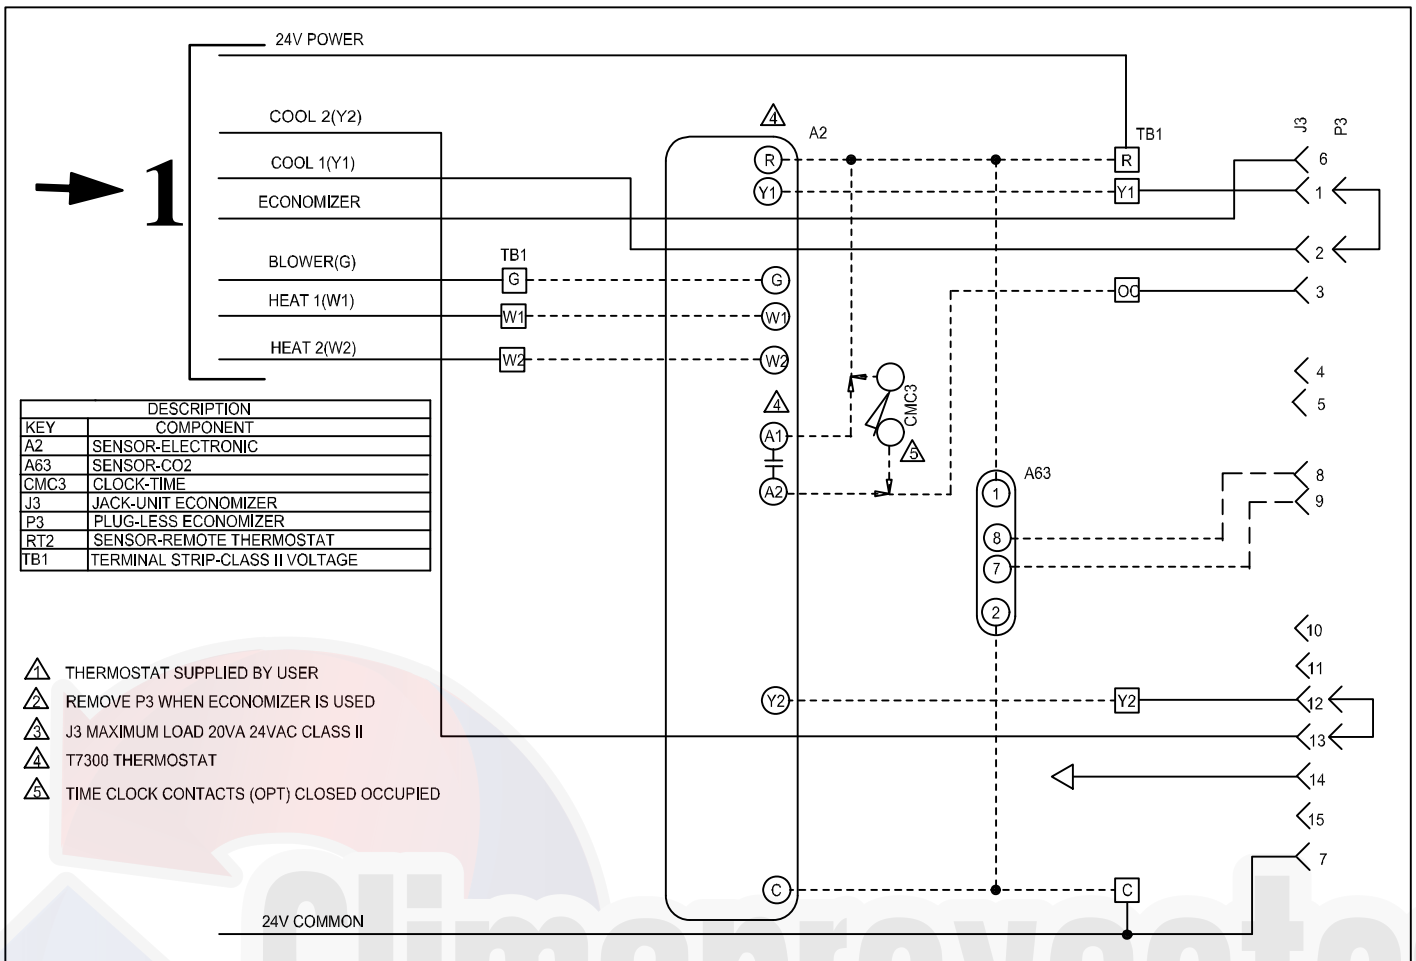 24V POWER
COOL 2(Y2)
COOL 1(Y1)
ECONOMIZER
BLOWER(G)
HEAT 1(W1)
HEAT 2(W2)
1
TB1
G
W1
W2
4
A2
R
Y1
G
W1
W2
4
A1
A2
Y2
C
CMC3
5
A63
1
8
7
2
TB1
R
Y1
OC
Y2
C
J3
P3
6
1
2
3
4
5
8
9
10
11
12
13
14
15
7
DESCRIPTION
KEY COMPONENT
A2 SENSOR-ELECTRONIC
A63 SENSOR-CO2
CMC3 CLOCK-TIME
J3 JACK-UNIT ECONOMIZER
P3 PLUG-LESS ECONOMIZER
RT2 SENSOR-REMOTE THERMOSTAT
TB1 TERMINAL STRIP-CLASS II VOLTAGE
1 THERMOSTAT SUPPLIED BY USER
2 REMOVE P3 WHEN ECONOMIZER IS USED
3 J3 MAXIMUM LOAD 20VA 24VAC CLASS II
4 T7300 THERMOSTAT
5 TIME CLOCK CONTACTS (OPT) CLOSED OCCUPIED
24V COMMON